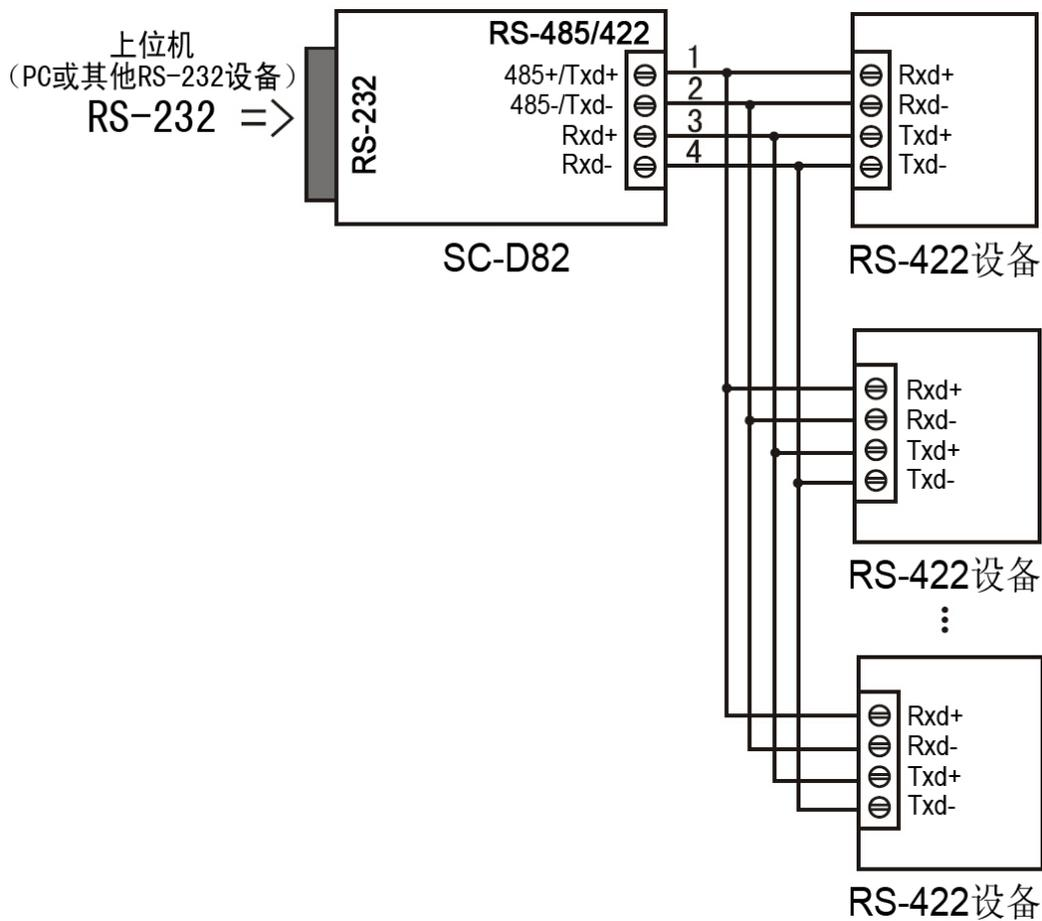 上位机
（PC或其他RS-232设备）
RS-232 =>
RS-232
RS-485/422
485+/Txd+
485-/Txd-
Rxd+
Rxd-
SC-D82
1
2
3
4
Rxd+
Rxd-
Txd+
Txd-
RS-422设备
Rxd+
Rxd-
Txd+
Txd-
RS-422设备
⋮
Rxd+
Rxd-
Txd+
Txd-
RS-422设备